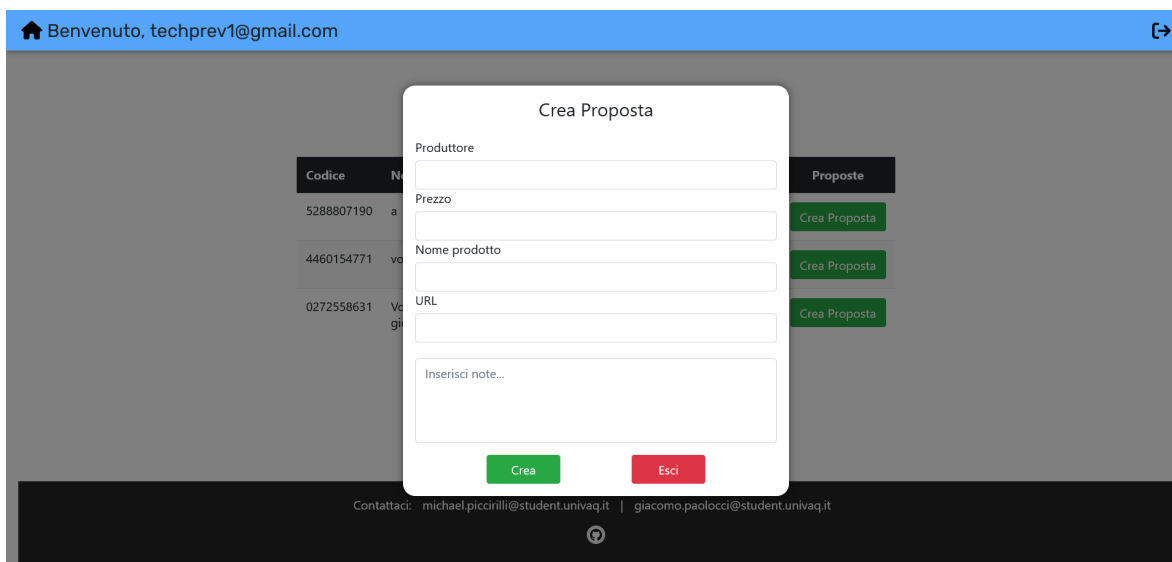 Benvenuto, techprev1@gmail.com
Crea Proposta
Produttore
Prezzo
Nome prodotto
URL
Inserisci note...
Crea Esci
Codice Proposte
5288807190 a Crea Proposta
4460154771 Crea Proposta
0272558631 Crea Proposta
Contattaci: michael.piccirilli@student.univaq.it | giacomo.paolocci@student.univaq.it